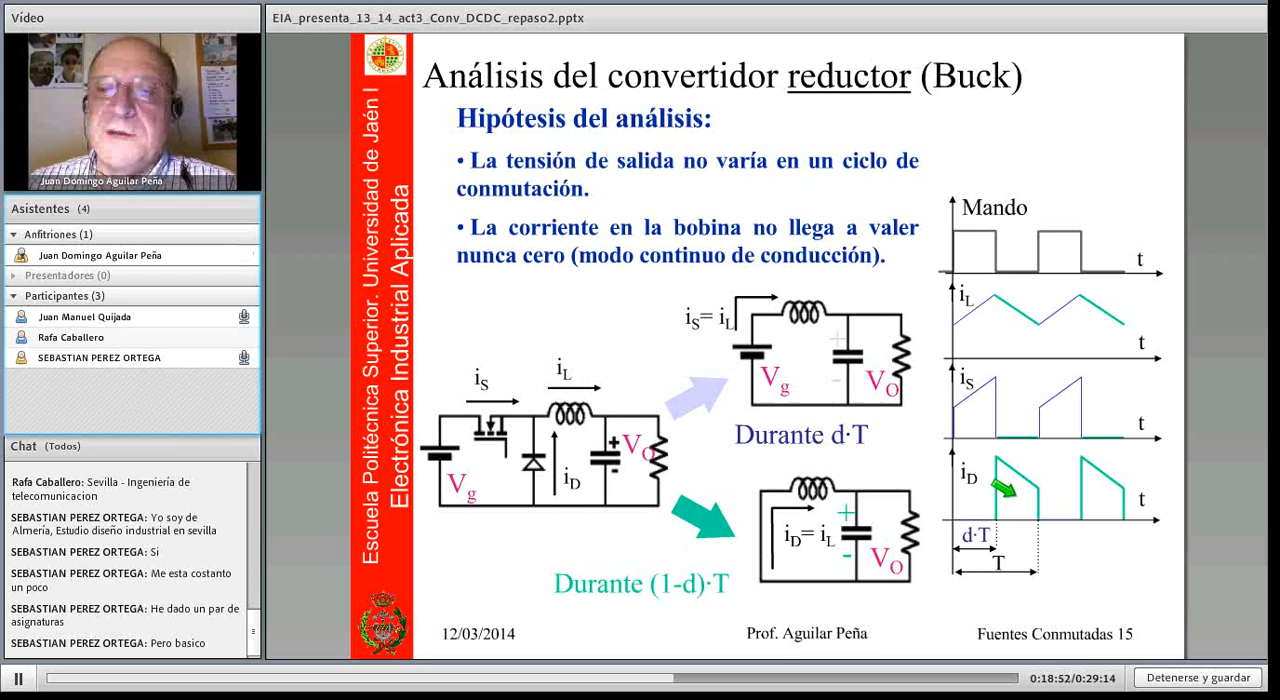 Vídeo
EIA_presenta_13_14_act3_Conv_DCDC_repaso2.pptx
Juan Domingo Aguilar Peña
Asistentes (4)
Anfitriones (1)
Juan Domingo Aguilar Peña
Presentadores (0)
Participantes (3)
Juan Manuel Quijada
Rafa Caballero
SEBASTIAN PEREZ ORTEGA
Chat (Todos)
Rafa Caballero: Sevilla - Ingeniería de
telecomunicacion
SEBASTIAN PEREZ ORTEGA: Yo soy de
Almería, Estudio diseño industrial en sevilla
SEBASTIAN PEREZ ORTEGA: Si
SEBASTIAN PEREZ ORTEGA: Me esta costanto
un poco
SEBASTIAN PEREZ ORTEGA: He dado un par de
asignaturas
SEBASTIAN PEREZ ORTEGA: Pero basico
Escuela Politécnica Superior. Universidad de Jaén I
Electrónica Industrial Aplicada
Análisis del convertidor reductor (Buck)
Hipótesis del análisis:
• La tensión de salida no varía en un ciclo de
conmutación.
• La corriente en la bobina no llega a valer
nunca cero (modo continuo de conducción).
iS
iL
iD
Vg
+
VO
-
iS= iL
Vg
+
-
VO
Durante d·T
iD= iL
+
-
VO
Durante (1-d)·T
Mando
t
iL
t
iS
t
iD
t
d·T
T
12/03/2014
Prof. Aguilar Peña
Fuentes Conmutadas 15
0:18:52/0:29:14
Detenerse y guardar